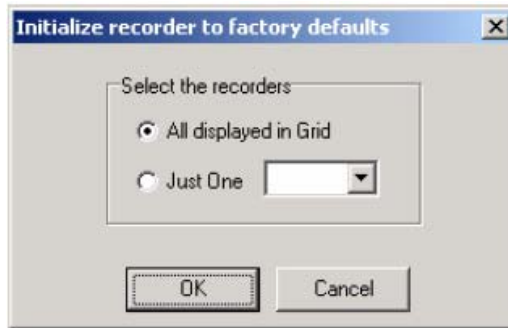 Initialize recorder to factory defaults
Select the recorders
All displayed in Grid
Just One
OK Cancel